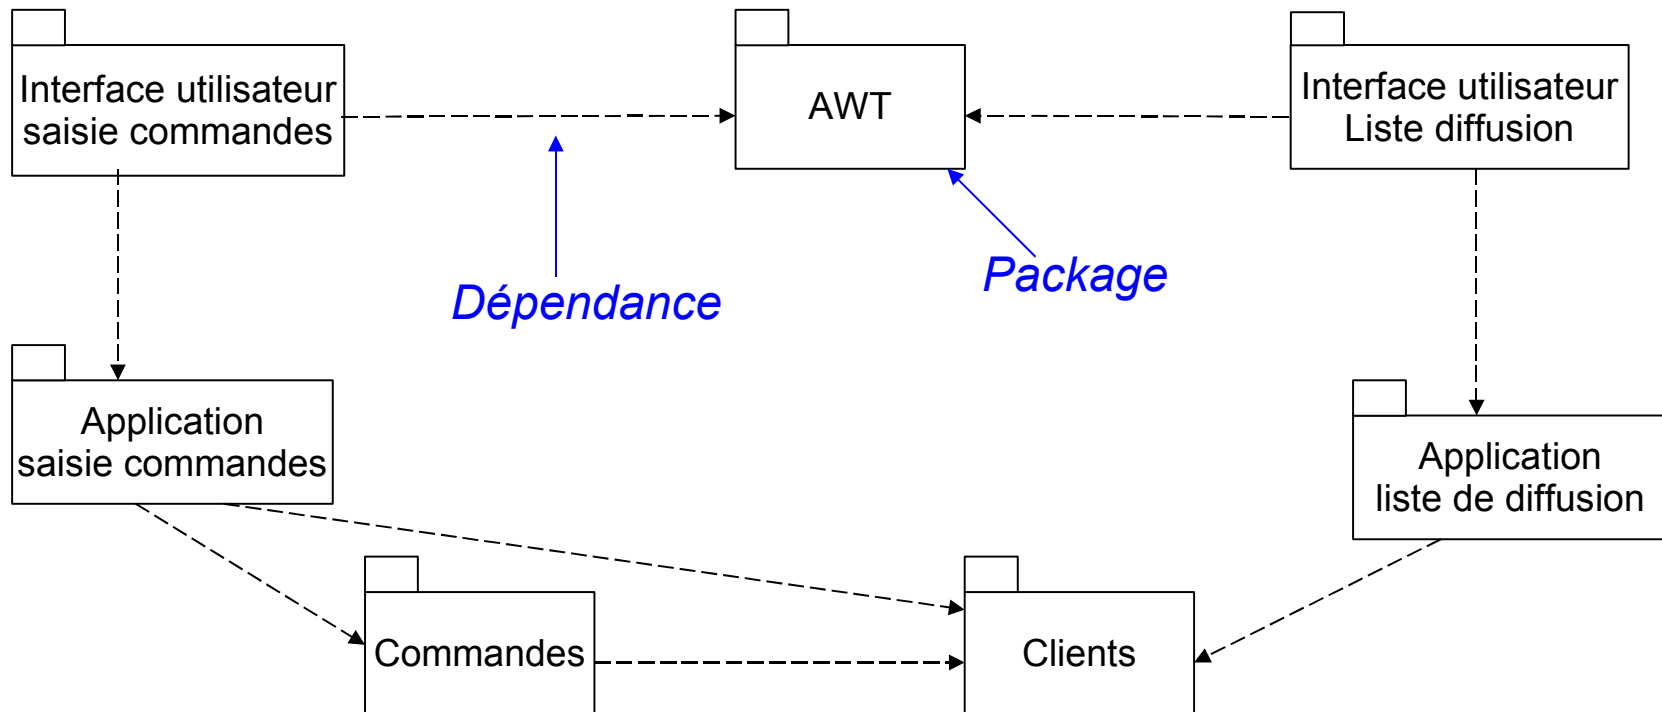 Interface utilisateur
saisie commandes
AWT
Interface utilisateur
Liste diffusion
Dépendance
Package
Application
saisie commandes
Application
liste de diffusion
Commandes
Clients